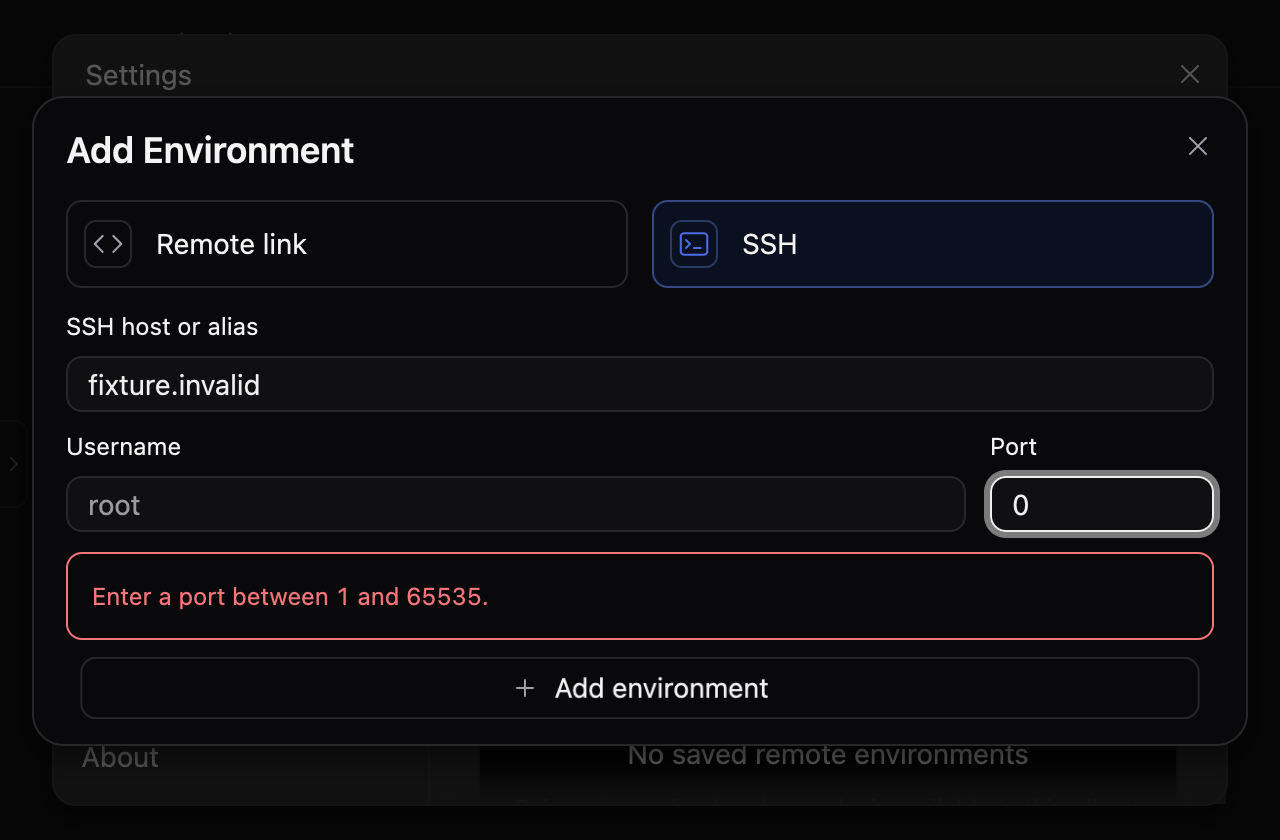 Settings
Add Environment
Remote link
SSH
SSH host or alias
fixture.invalid
Username
Port
root
0
Enter a port between 1 and 65535.
Add environment
About
No saved remote environments